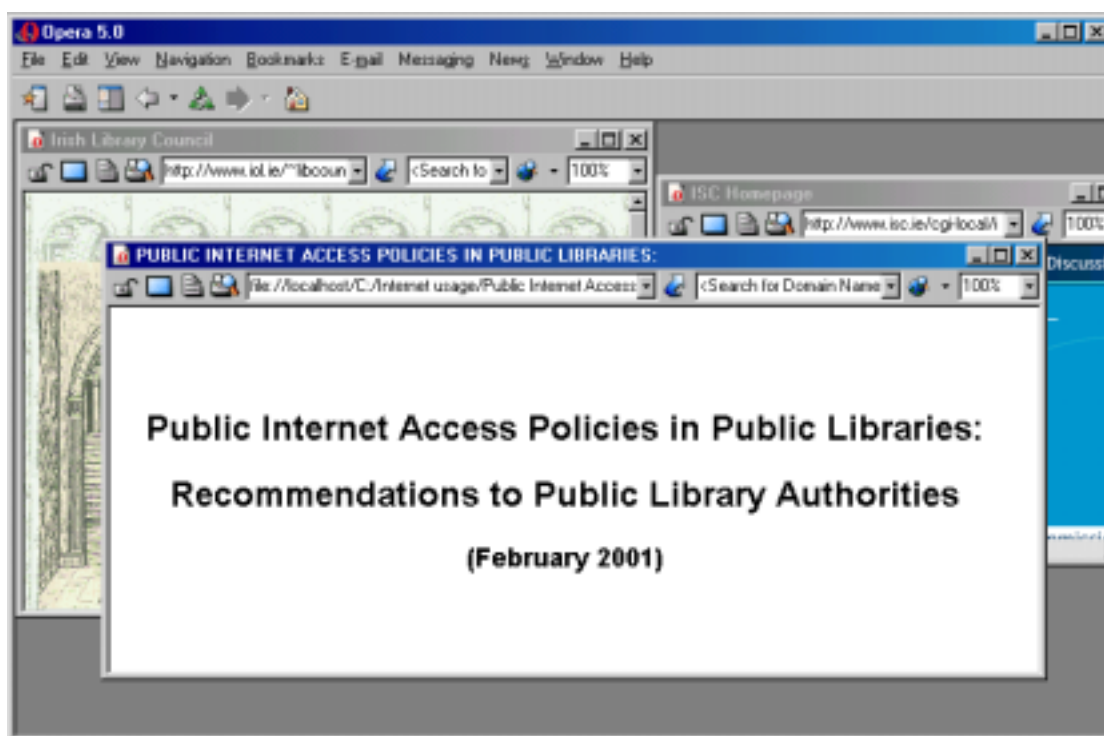 Opera 5.0
File Edit View Navigation Bookmarks E-mail Messaging News Window Help
Irish Library Council
http://www.iol.ie/~libcoun <Search fo 100%
ISC Homepage
http://www.isc.ie/cgi-local/i 100%
PUBLIC INTERNET ACCESS POLICIES IN PUBLIC LIBRARIES:
file://localhost/C:/Internet usage/Public Internet Access <Search for Domain Name 100%
Discuss
Public Internet Access Policies in Public Libraries:
Recommendations to Public Library Authorities
(February 2001)